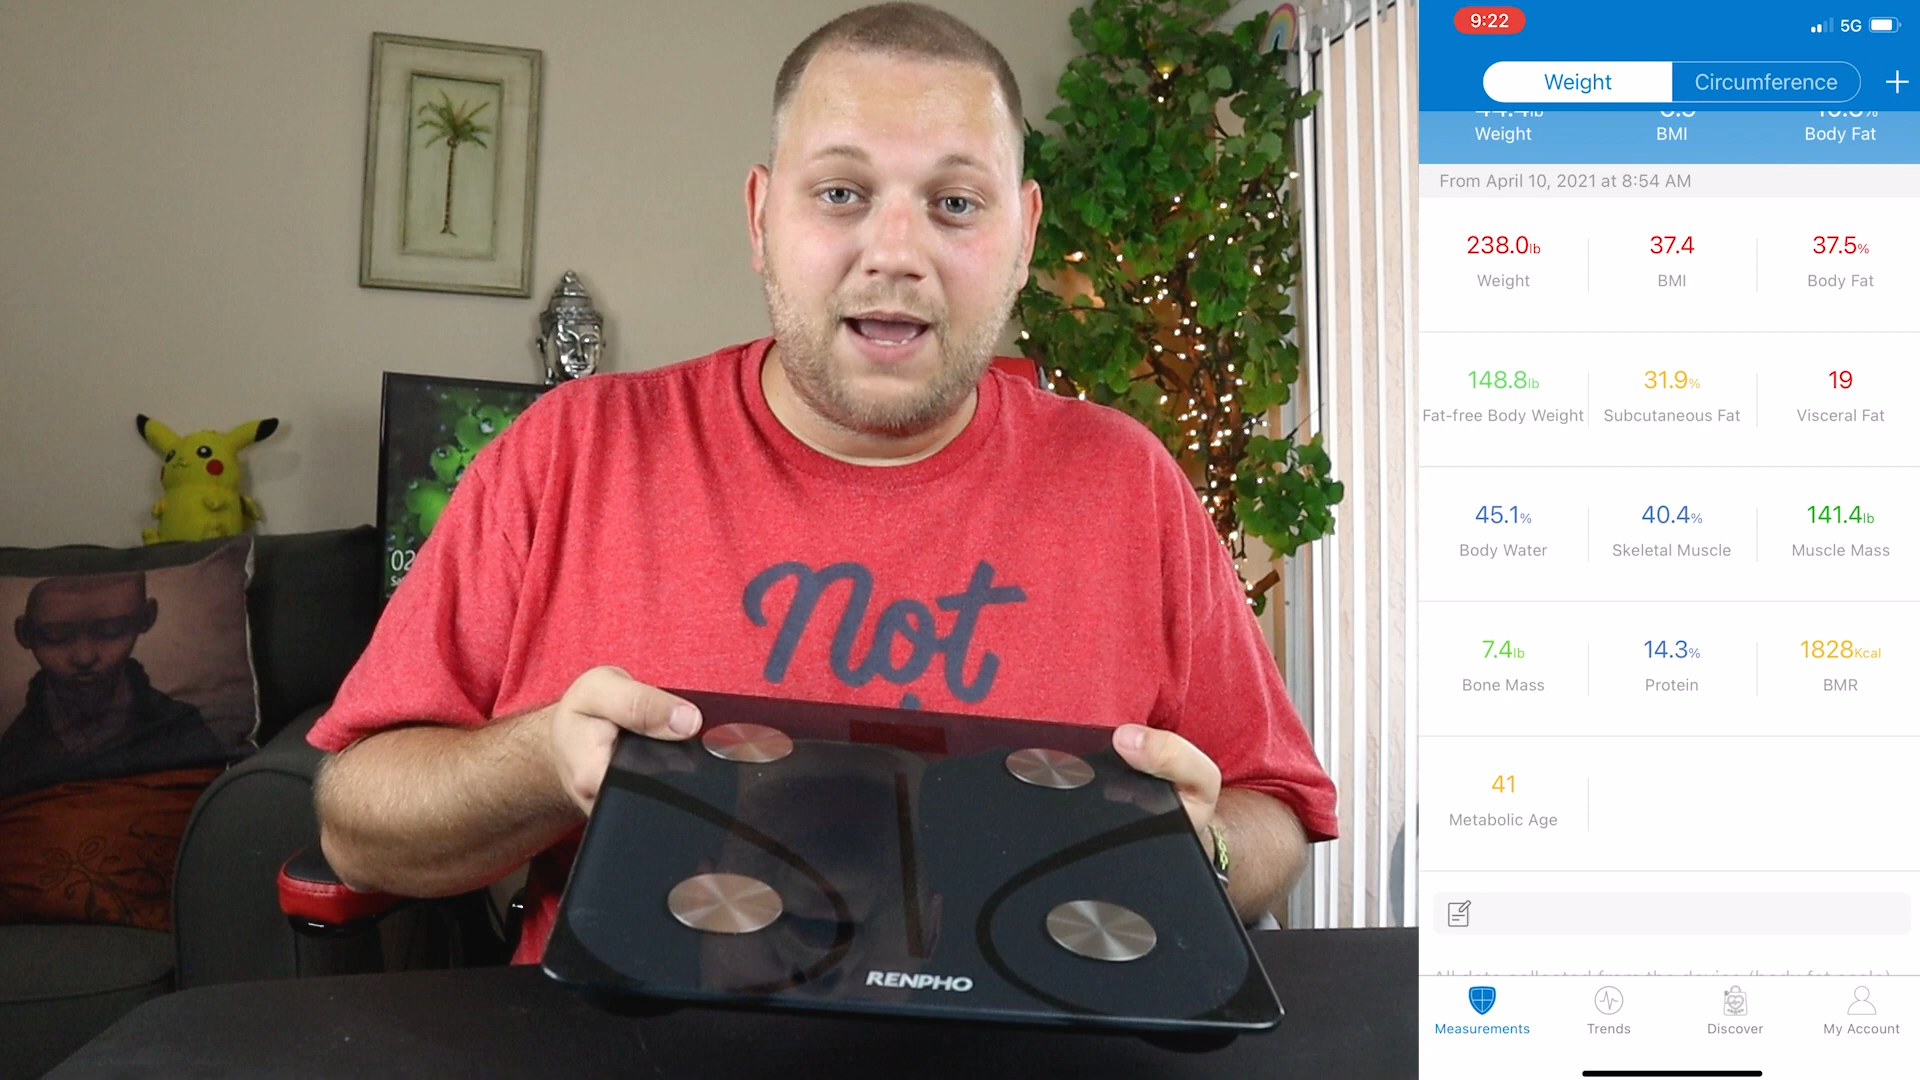 Not
RENPHO
02
9:22
5G
Weight
Circumference
Weight
BMI
Body Fat
From April 10, 2021 at 8:54 AM
238.0lb
37.4
37.5%
Weight
BMI
Body Fat
148.8lb
31.9%
19
Fat-free Body Weight
Subcutaneous Fat
Visceral Fat
45.1%
40.4%
141.4lb
Body Water
Skeletal Muscle
Muscle Mass
7.4lb
14.3%
1828Kcal
Bone Mass
Protein
BMR
41
Metabolic Age
Measurements
Trends
Discover
My Account